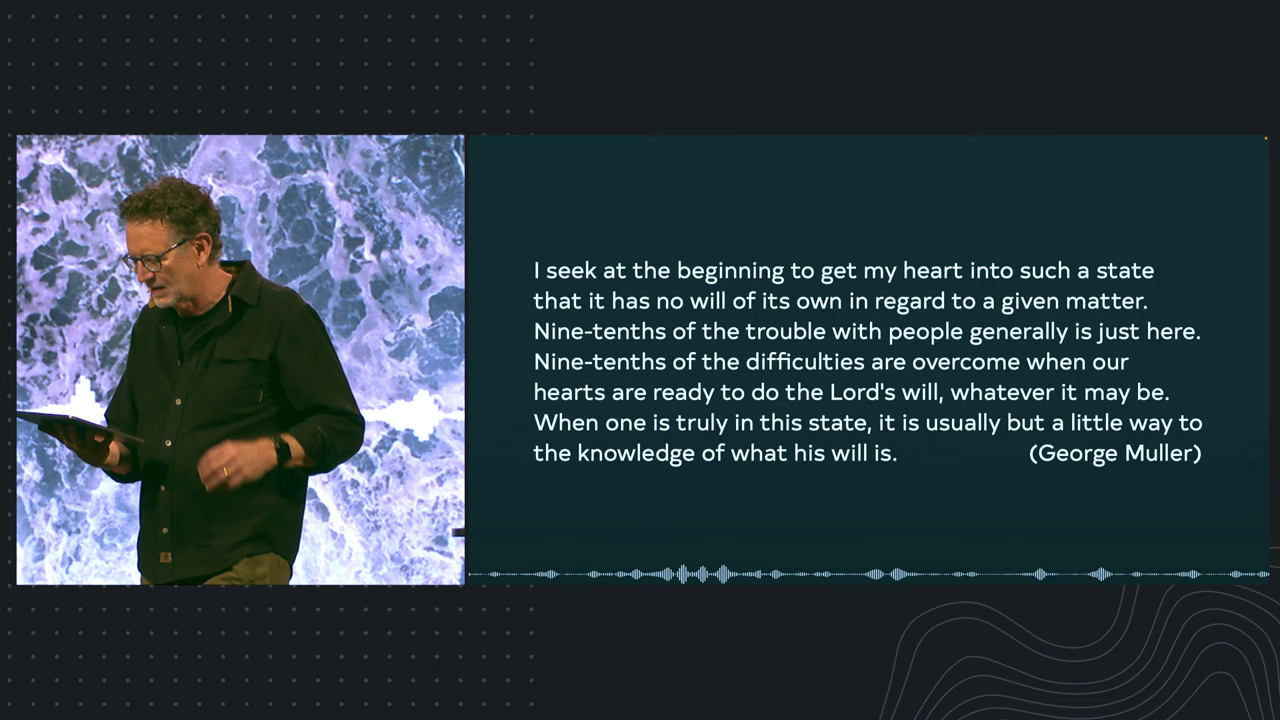 I seek at the beginning to get my heart into such a state
that it has no will of its own in regard to a given matter.
Nine-tenths of the trouble with people generally is just here.
Nine-tenths of the difficulties are overcome when our
hearts are ready to do the Lord's will, whatever it may be.
When one is truly in this state, it is usually but a little way to
the knowledge of what his will is. (George Muller)